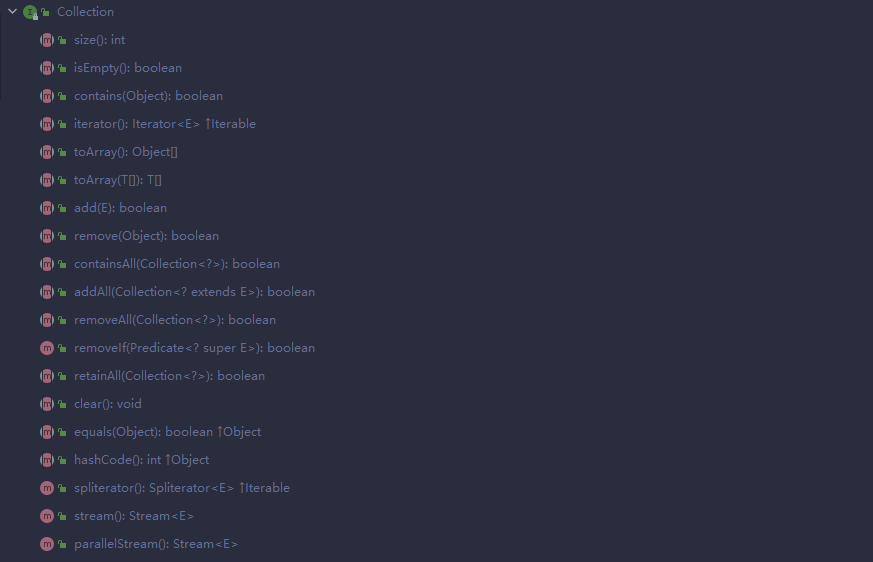 Collection
size(): int
isEmpty(): boolean
contains(Object): boolean
iterator(): Iterator<E> ↑Iterable
toArray(): Object[]
toArray(T[]): T[]
add(E): boolean
remove(Object): boolean
containsAll(Collection<?>): boolean
addAll(Collection<? extends E>): boolean
removeAll(Collection<?>): boolean
removeIf(Predicate<? super E>): boolean
retainAll(Collection<?>): boolean
clear(): void
equals(Object): boolean ↑Object
hashCode(): int ↑Object
spliterator(): Spliterator<E> ↑Iterable
stream(): Stream<E>
parallelStream(): Stream<E>